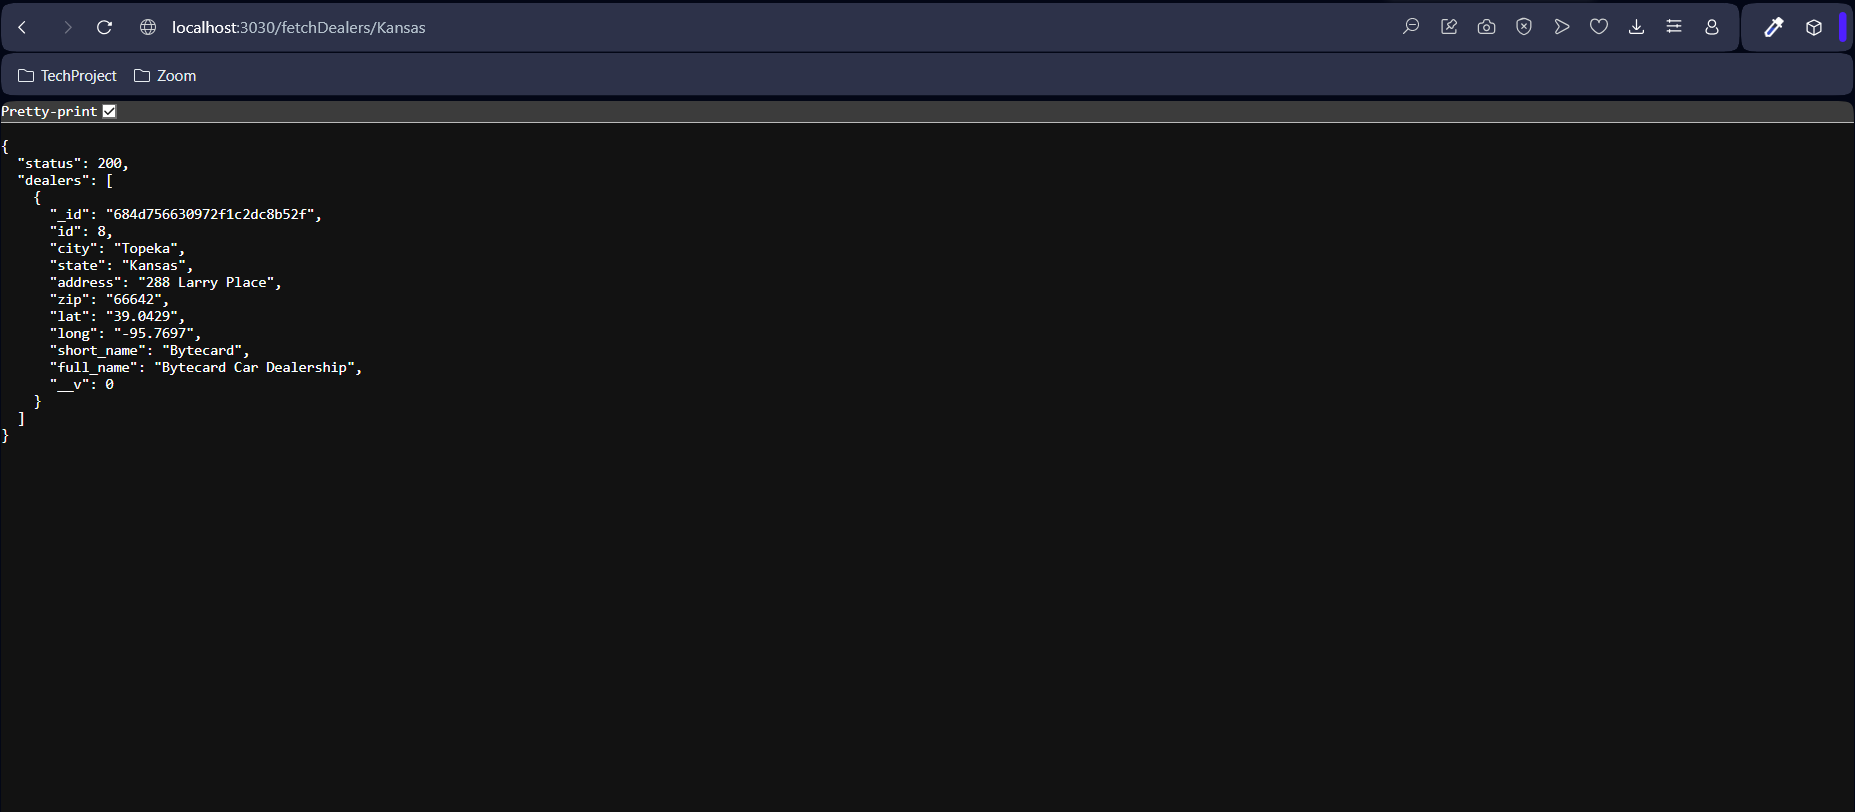 localhost:3030/fetchDealers/Kansas
TechProject Zoom
Pretty-print
{
  "status": 200,
  "dealers": [
    {
      "_id": "684d756630972f1c2dc8b52f",
      "id": 8,
      "city": "Topeka",
      "state": "Kansas",
      "address": "288 Larry Place",
      "zip": "66642",
      "lat": "39.0429",
      "long": "-95.7697",
      "short_name": "Bytecard",
      "full_name": "Bytecard Car Dealership",
      "__v": 0
    }
  ]
}